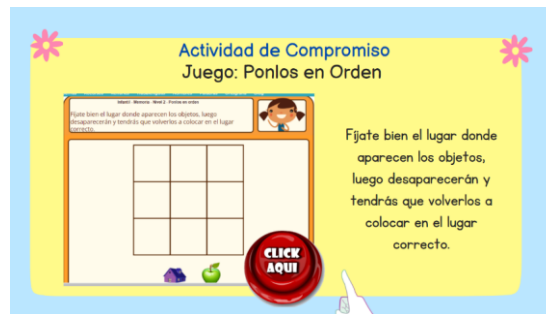 Actividad de Compromiso
Juego: Ponlos en Orden
Infantil - Memoria - Nivel 2 - Ponlos en orden
Fíjate bien el lugar donde aparecen los objetos, luego
desaparecerán y tendrás que volverlos a colocar en el lugar
correcto.
Fíjate bien el lugar donde
aparecen los objetos,
luego desaparecerán y
tendrás que volverlos a
colocar en el lugar
correcto.
CLICK
AQUI